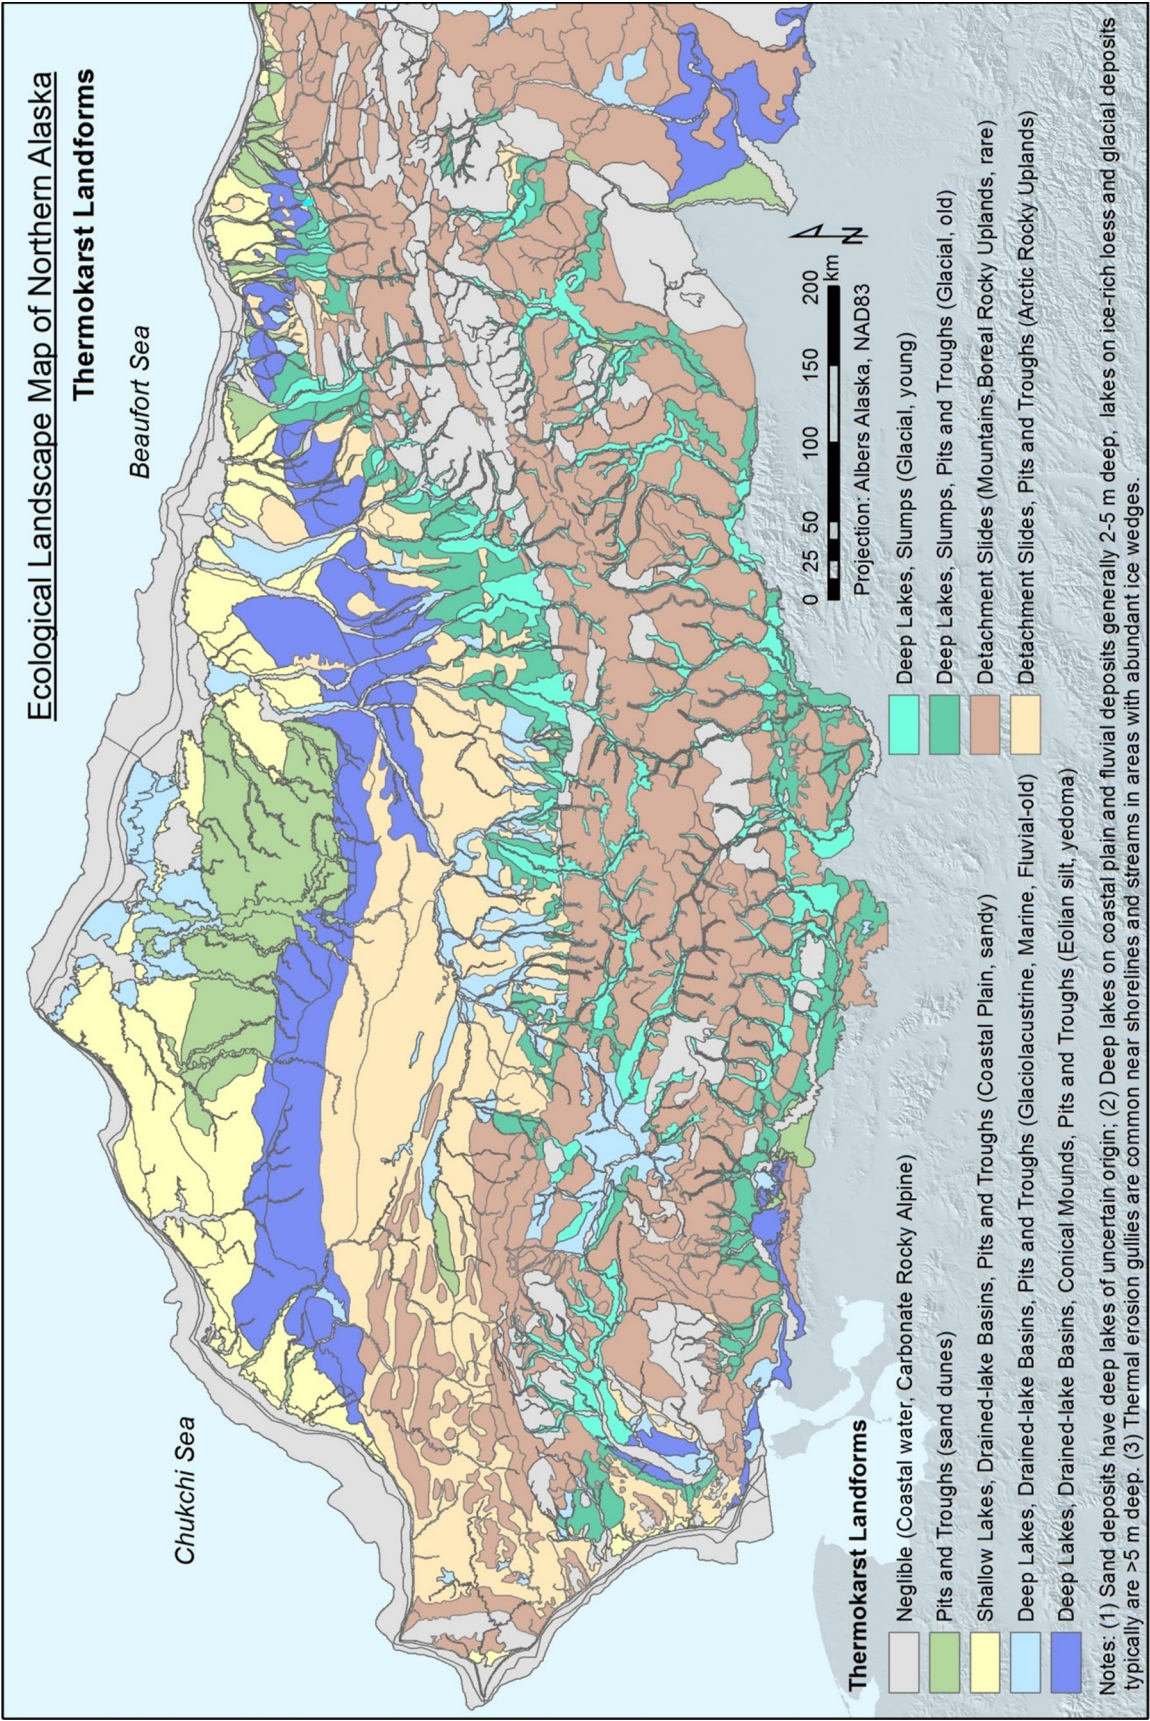 Ecological Landscape Map of Northern Alaska
Thermokarst Landforms
Beaufort Sea
Chukchi Sea
N
0 25 50 100 150 200
km
Projection: Albers Alaska, NAD83
Thermokarst Landforms
Neglible (Coastal water, Carbonate Rocky Alpine)
Pits and Troughs (sand dunes)
Shallow Lakes, Drained-lake Basins, Pits and Troughs (Coastal Plain, sandy)
Deep Lakes, Drained-lake Basins, Pits and Troughs (Glaciolacustrine, Marine, Fluvial-old)
Deep Lakes, Drained-lake Basins, Conical Mounds, Pits and Troughs (Eolian silt, yedoma)
Deep Lakes, Slumps (Glacial, young)
Deep Lakes, Slumps, Pits and Troughs (Glacial, old)
Detachment Slides (Mountains,Boreal Rocky Uplands, rare)
Detachment Slides, Pits and Troughs (Arctic Rocky Uplands)
Notes: (1) Sand deposits have deep lakes of uncertain origin; (2) Deep lakes on coastal plain and fluvial deposits generally 2-5 m deep, lakes on ice-rich loess and glacial deposits
typically are >5 m deep. (3) Thermal erosion gullies are common near shorelines and streams in areas with abundant ice wedges.